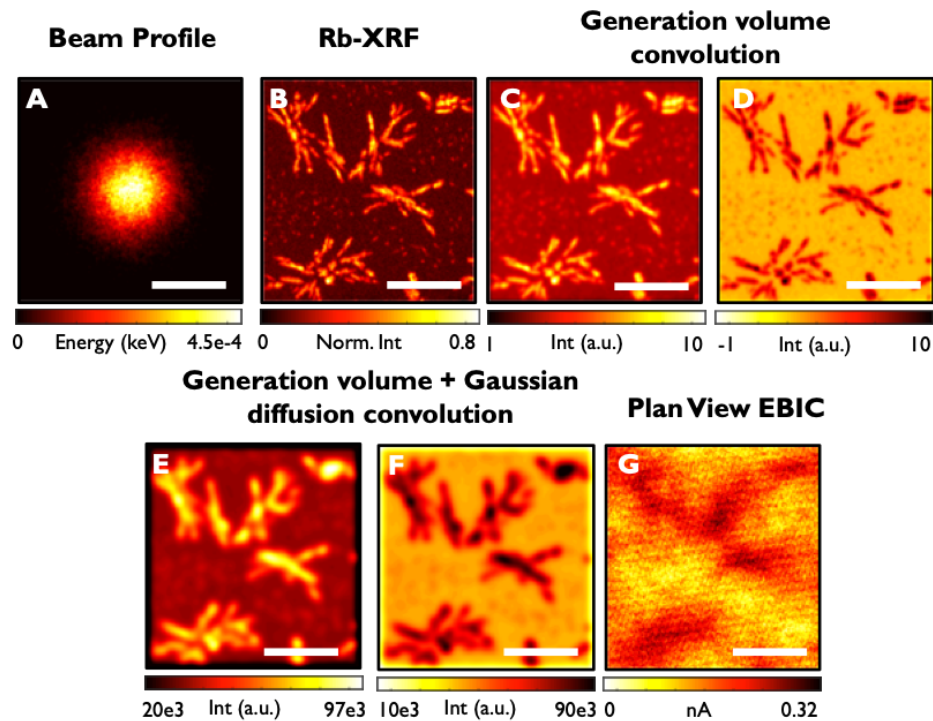 Beam Profile
Rb-XRF
Generation volume
convolution
A
B
C
D
0 Energy (keV) 4.5e-4
0 Norm. Int 0.8
1 Int (a.u.) 10
-1 Int (a.u.) 10
Generation volume + Gaussian
diffusion convolution
Plan View EBIC
E
F
G
20e3 Int (a.u.) 97e3
10e3 Int (a.u.) 90e3
0 nA 0.32